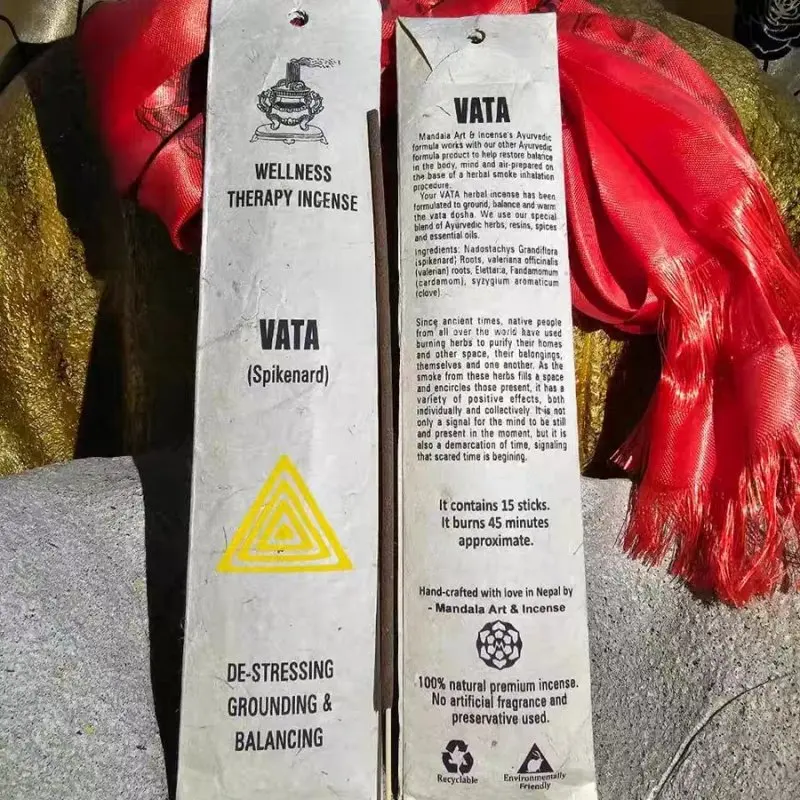 WELLNESS
THERAPY INCENSE
VATA
(Spikenard)
DE-STRESSING
GROUNDING &
BALANCING
VATA
Mandala Art & Incense's Ayurvedic
formula works with our other Ayurvedic
formula product to help restore balance
in the body, mind and air-prepared on
the base of a herbal smoke inhalation
procedure.
Your VATA herbal incense has been
formulated to ground, balance and warm
the vata dosha. We use our special
blend of Ayurvedic herbs, resins, spices
and essential oils.
Ingredients: Nadostachys Grandiflora
(spikenard) Roots, valeriana officinalis
(valerian) roots, Elettaria, Fandamomum
(cardamom), syzygium aromaticum
(clove)
Since ancient times, native people
from all over the world have used
burning herbs to purify their homes
and other space, their belongings,
themselves and one another. As the
smoke from these herbs fills a space
and encircles those present, it has a
variety of positive effects, both
individually and collectively. It is not
only a signal for the mind to be still
and present in the moment, but it is
also a demarcation of time, signaling
that scared time is begining.
It contains 15 sticks.
It burns 45 minutes
approximate.
Hand-crafted with love in Nepal by
- Mandala Art & Incense
100% natural premium incense.
No artificial fragrance and
preservative used.
Recyclable
Environmentally
Friendly